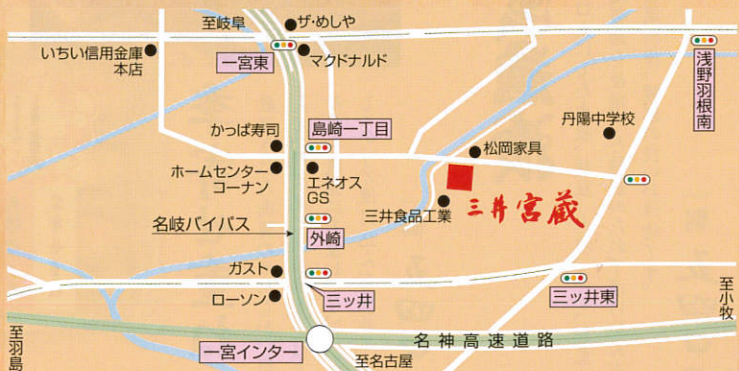 至岐阜
ザ・めしや
いちい信用金庫
本店
一宮東
マクドナルド
浅野羽根南
かっぱ寿司
島崎一丁目
丹陽中学校
松岡家具
ホームセンター
コーナン
エネオス
GS
三井食品工業
三井宮蔵
名岐バイパス
外崎
ガスト
ローソン
三ッ井
三ッ井東
至小牧
至羽島
一宮インター
名神高速道路
至名古屋